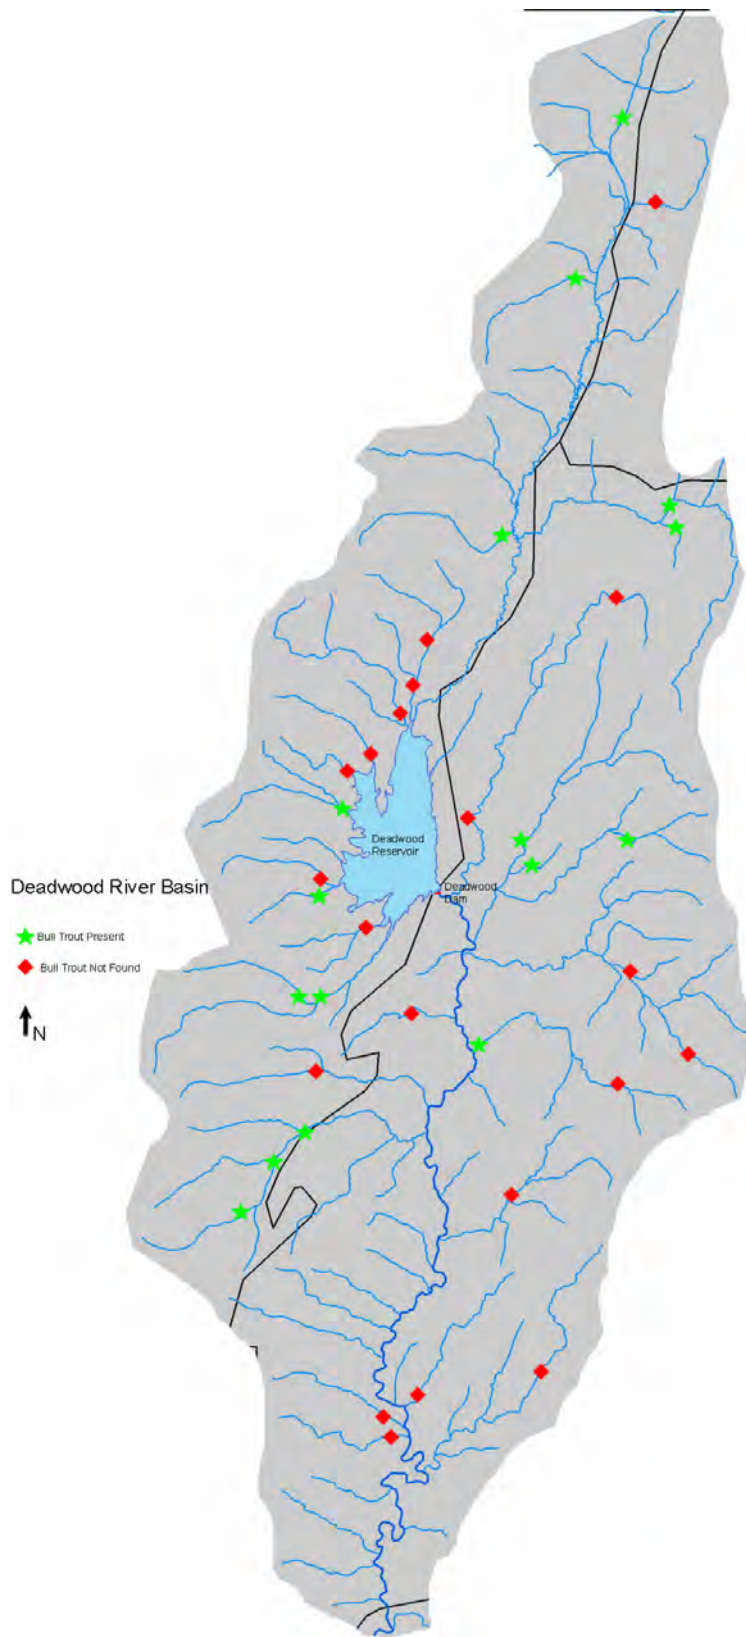 Deadwood
Reservoir
Deadwood
Dam
Deadwood River Basin
Bull Trout Present
Bull Trout Not Found
N